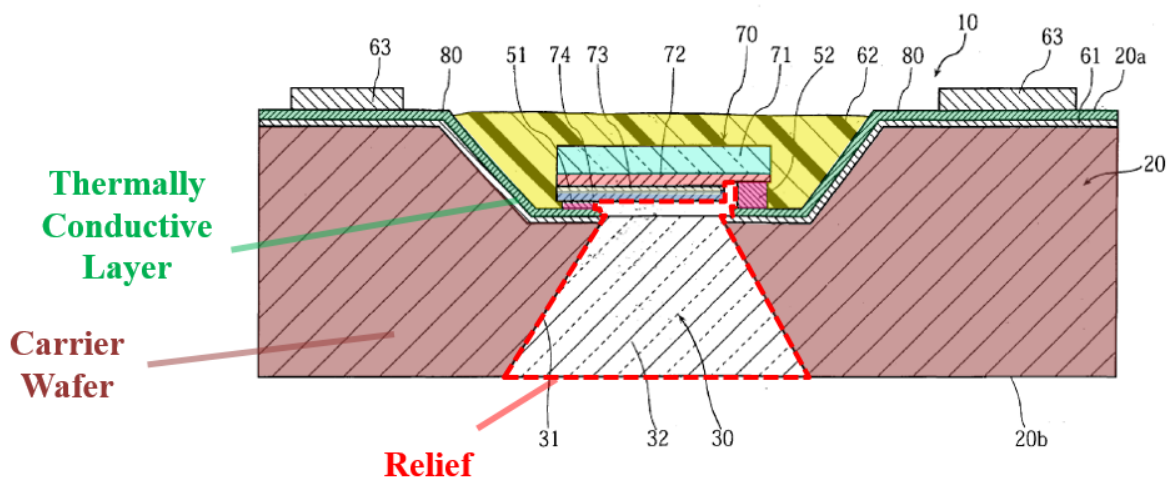 10
63 80 51 74 73 72 70 71 52 62 80 63 61 20a
Thermally
Conductive
Layer
20
Carrier
Wafer
31 32 30 20b
Relief